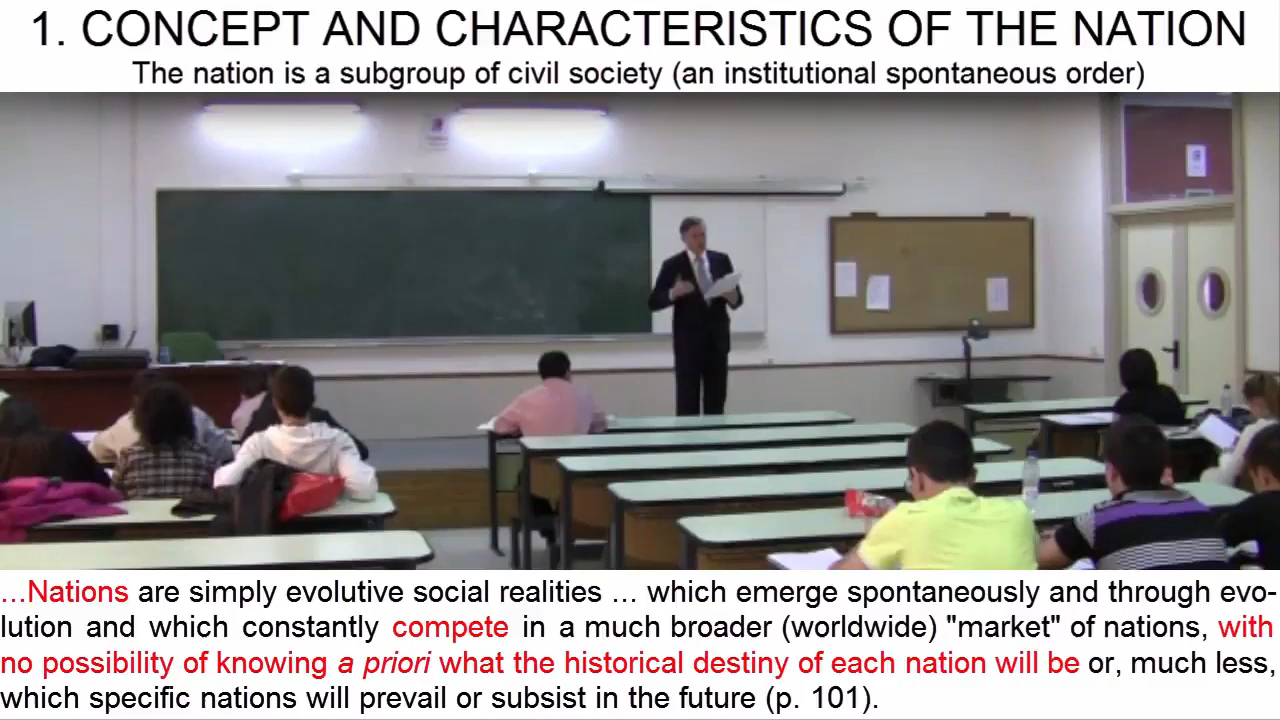 1. CONCEPT AND CHARACTERISTICS OF THE NATION
The nation is a subgroup of civil society (an institutional spontaneous order)
...Nations are simply evolutive social realities ... which emerge spontaneously and through evo-
lution and which constantly compete in a much broader (worldwide) "market" of nations, with
no possibility of knowing a priori what the historical destiny of each nation will be or, much less,
which specific nations will prevail or subsist in the future (p. 101).